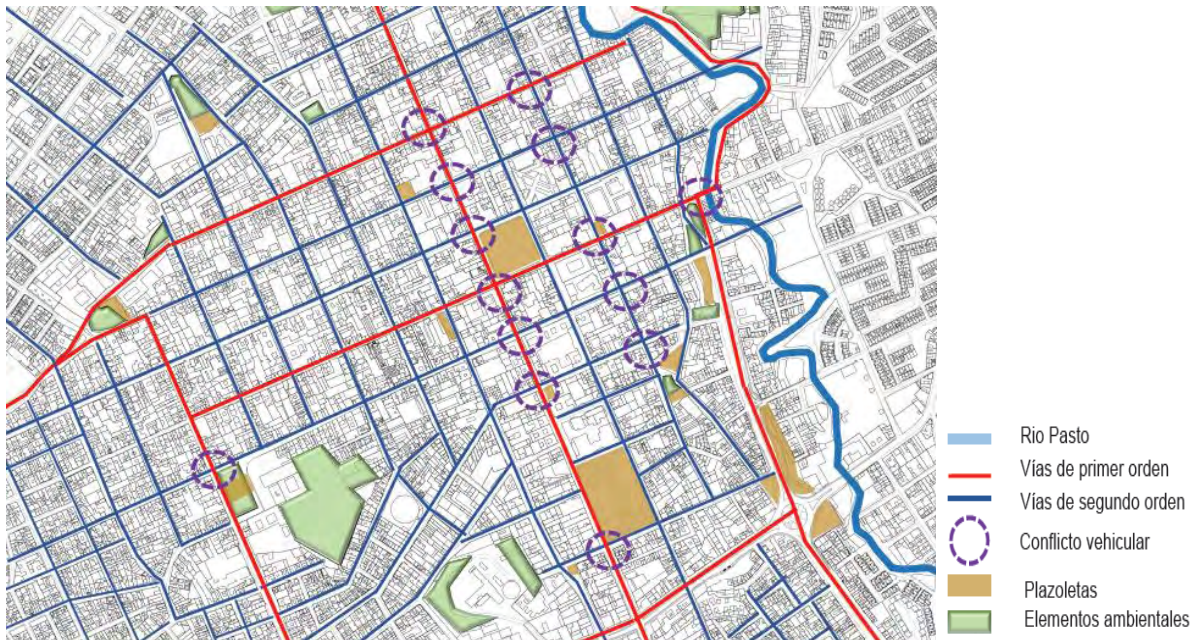 Rio Pasto
Vías de primer orden
Vías de segundo orden
Conflicto vehicular
Plazoletas
Elementos ambientales